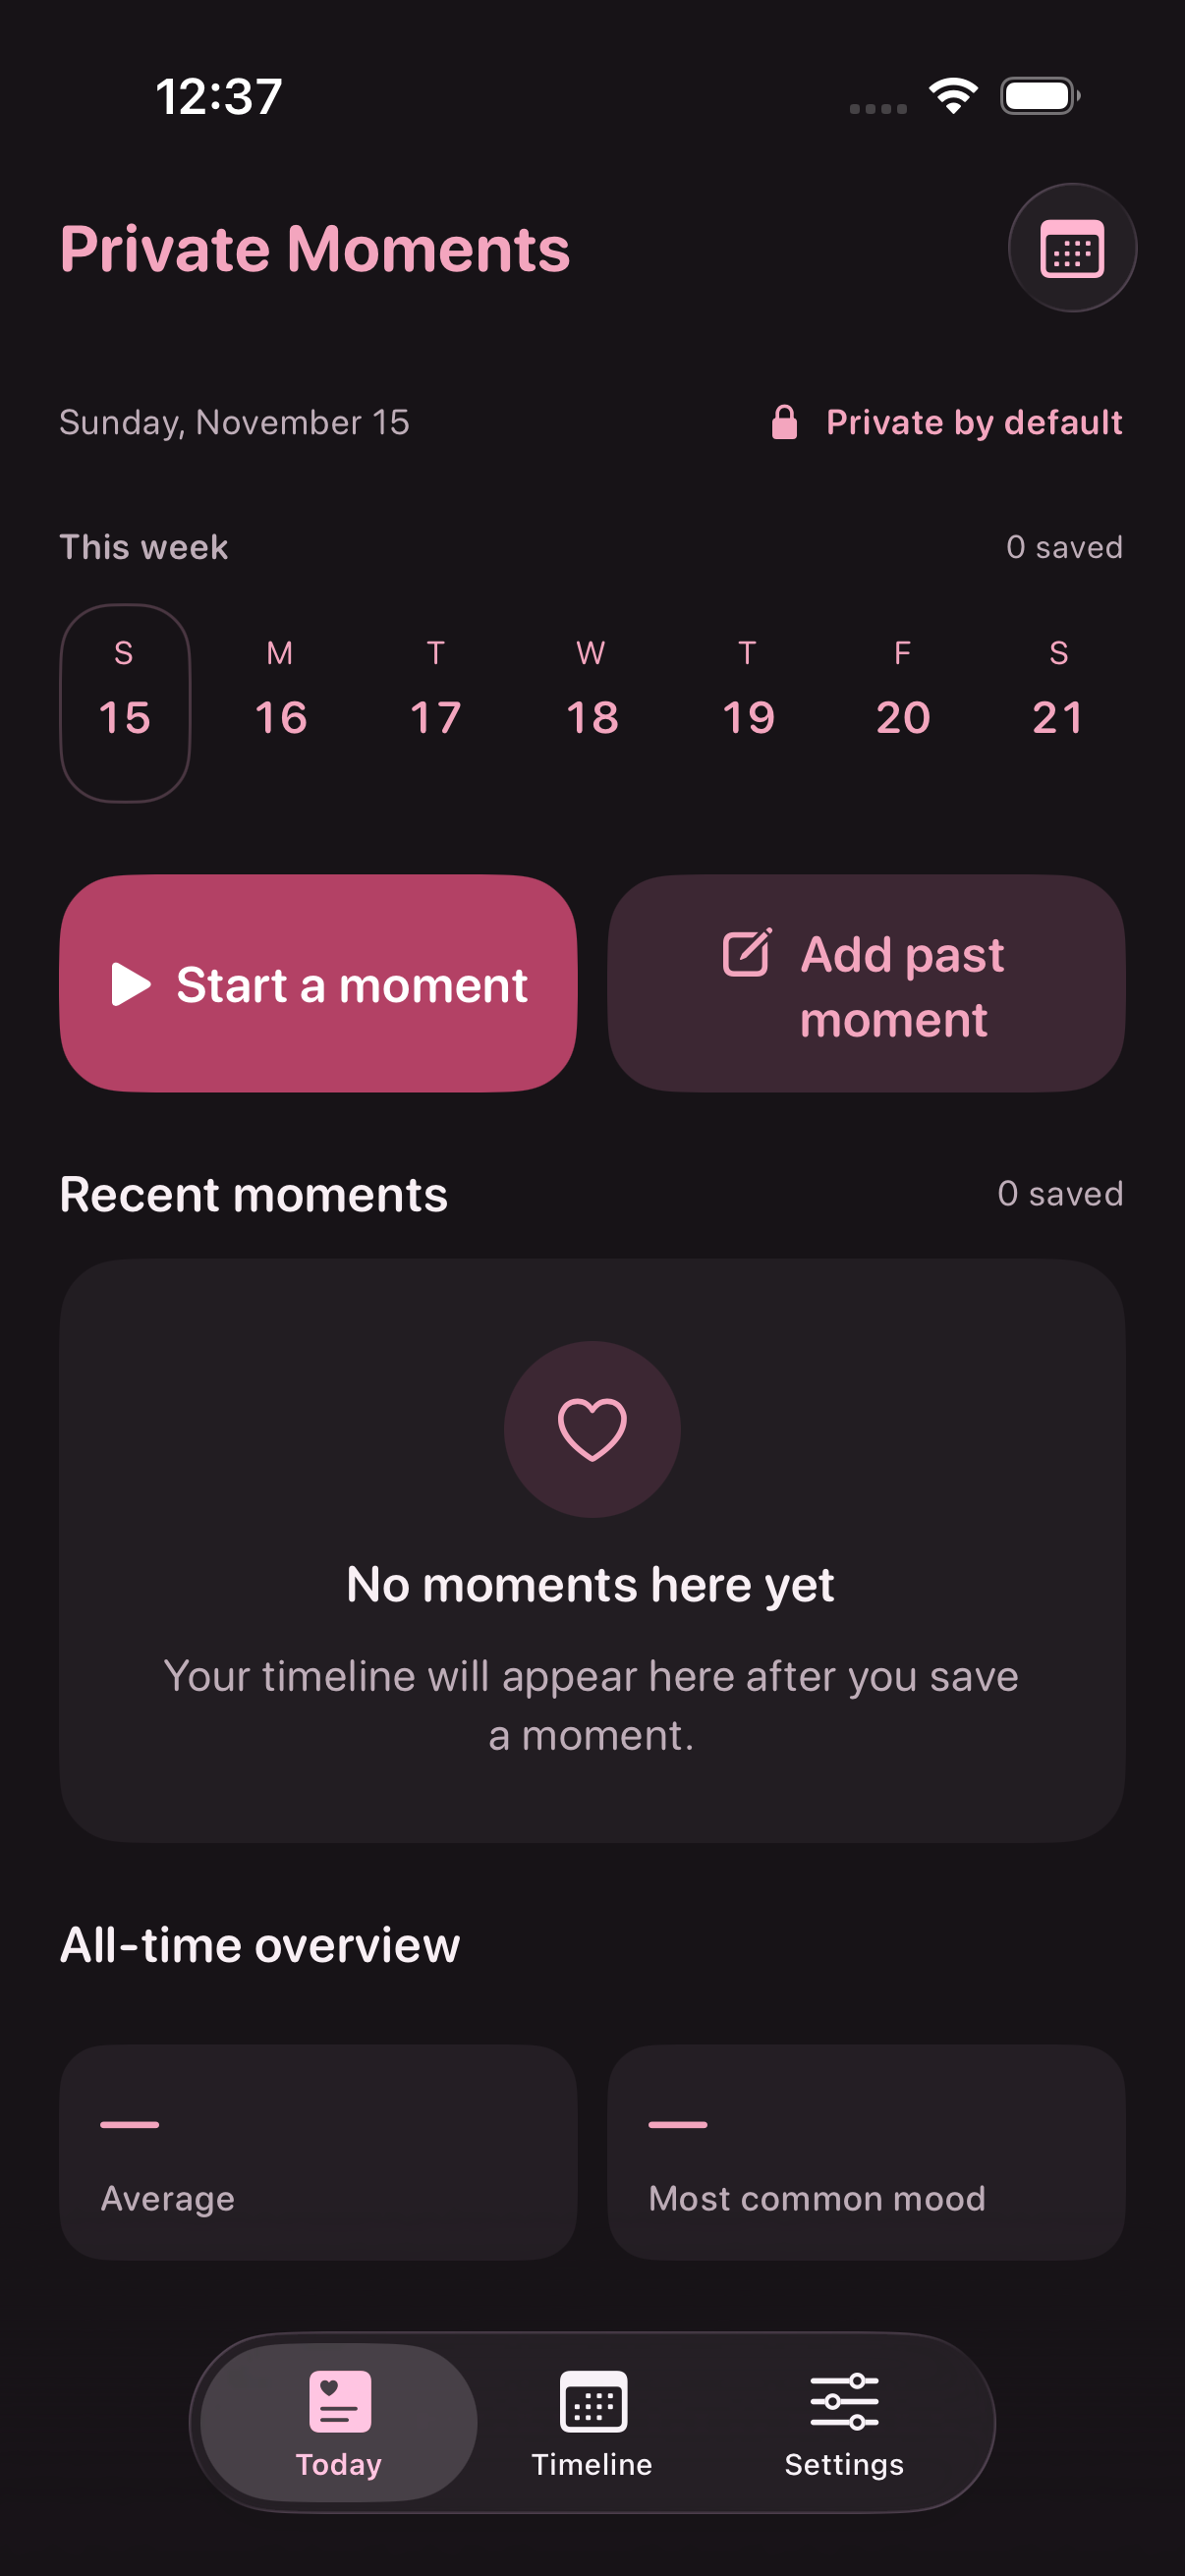 12:37
Private Moments
Sunday, November 15
Private by default
This week
0 saved
S M T W T F S
15 16 17 18 19 20 21
Start a moment
Add past
moment
Recent moments
0 saved
No moments here yet
Your timeline will appear here after you save
a moment.
All-time overview
—
Average
—
Most common mood
Today
Timeline
Settings